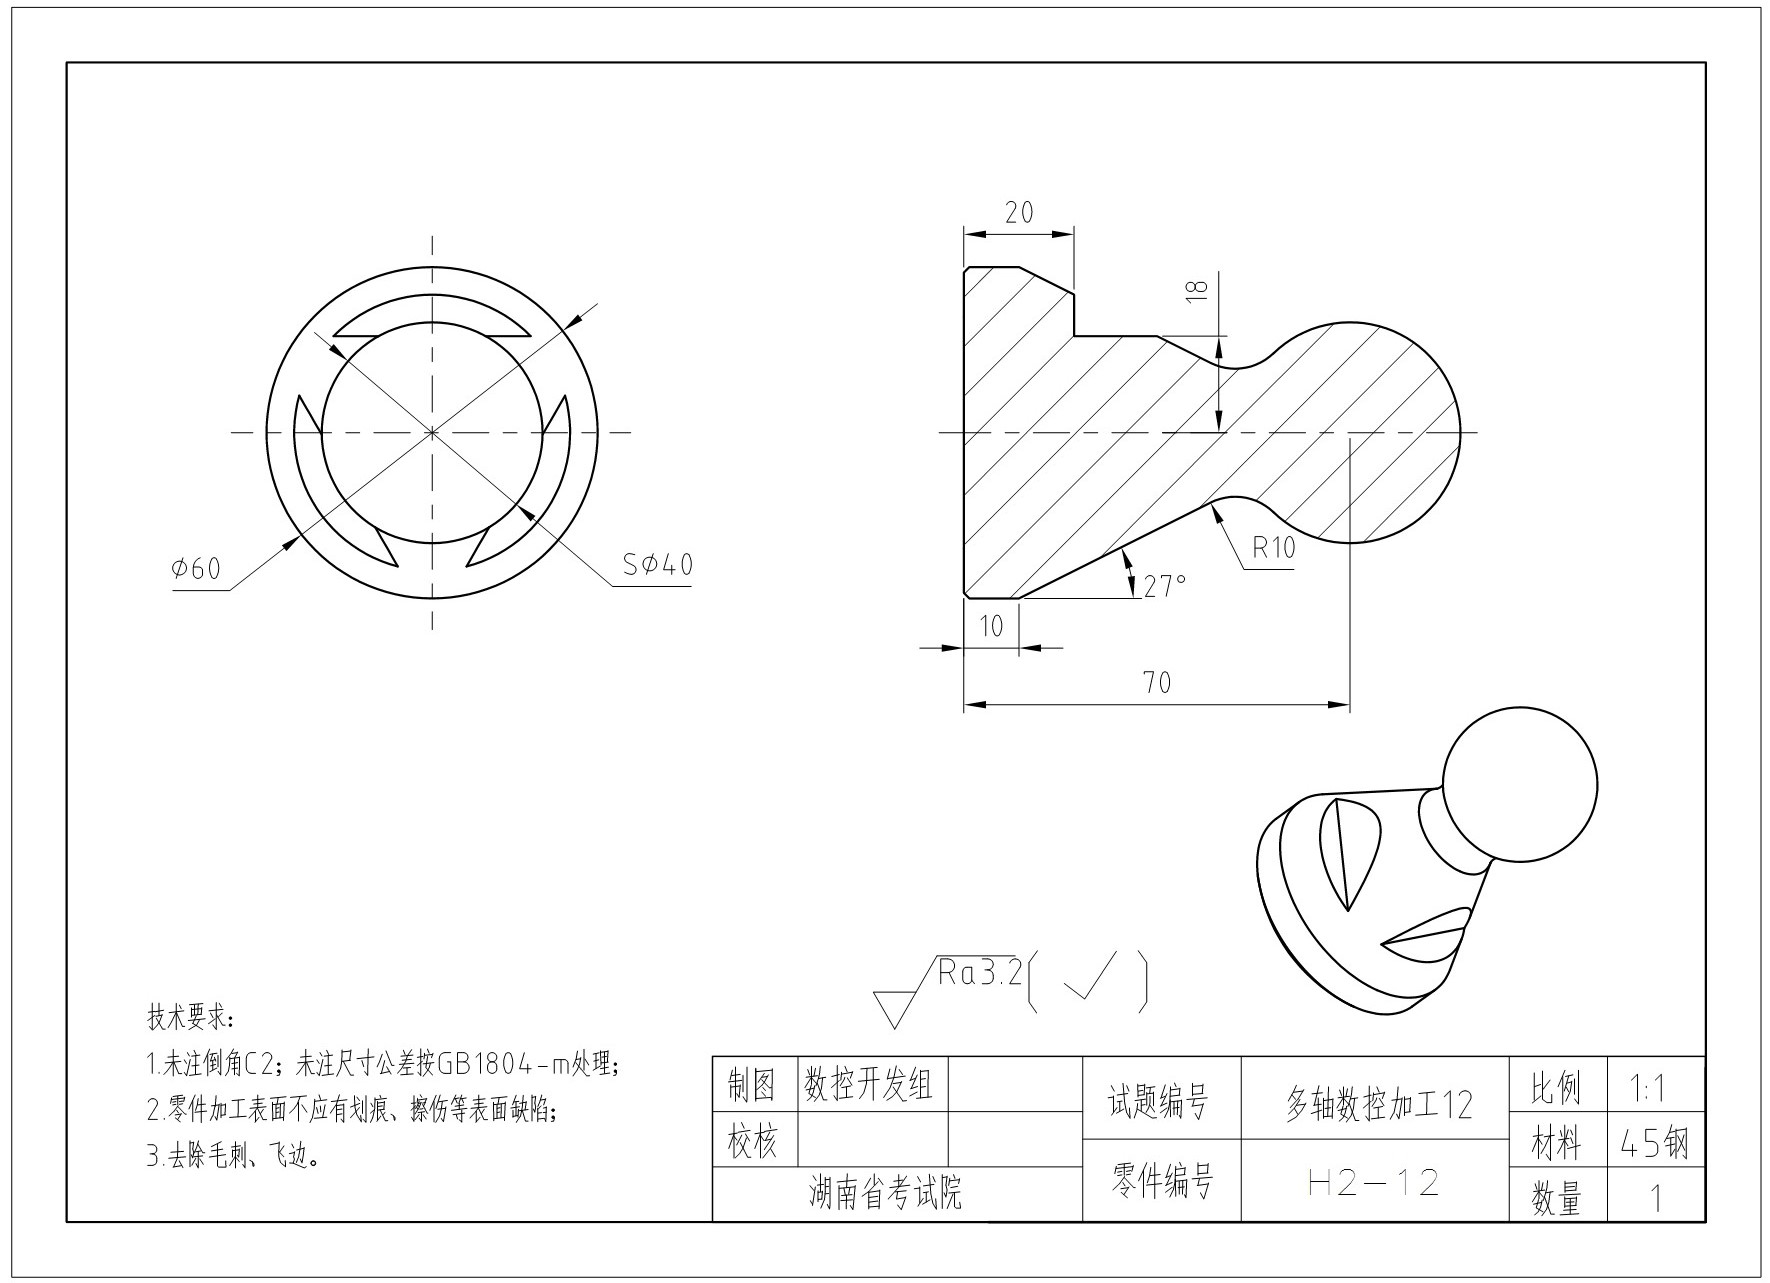 20
18
Φ60
SΦ40
R10
27°
10
70
Ra3.2( √ )
技术要求：
1.未注倒角C2；未注尺寸公差按GB1804-m处理；
2.零件加工表面不应有划痕、擦伤等表面缺陷；
3.去除毛刺、飞边。
制图 数控开发组 试题编号 多轴数控加工12 比例 1:1
校核 材料 45钢
湖南省考试院 零件编号 H2-12 数量 1